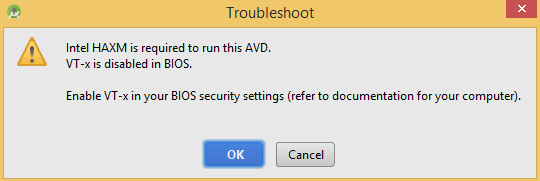 Troubleshoot
Intel HAXM is required to run this AVD.
VT-x is disabled in BIOS.
Enable VT-x in your BIOS security settings (refer to documentation for your computer).
OK
Cancel